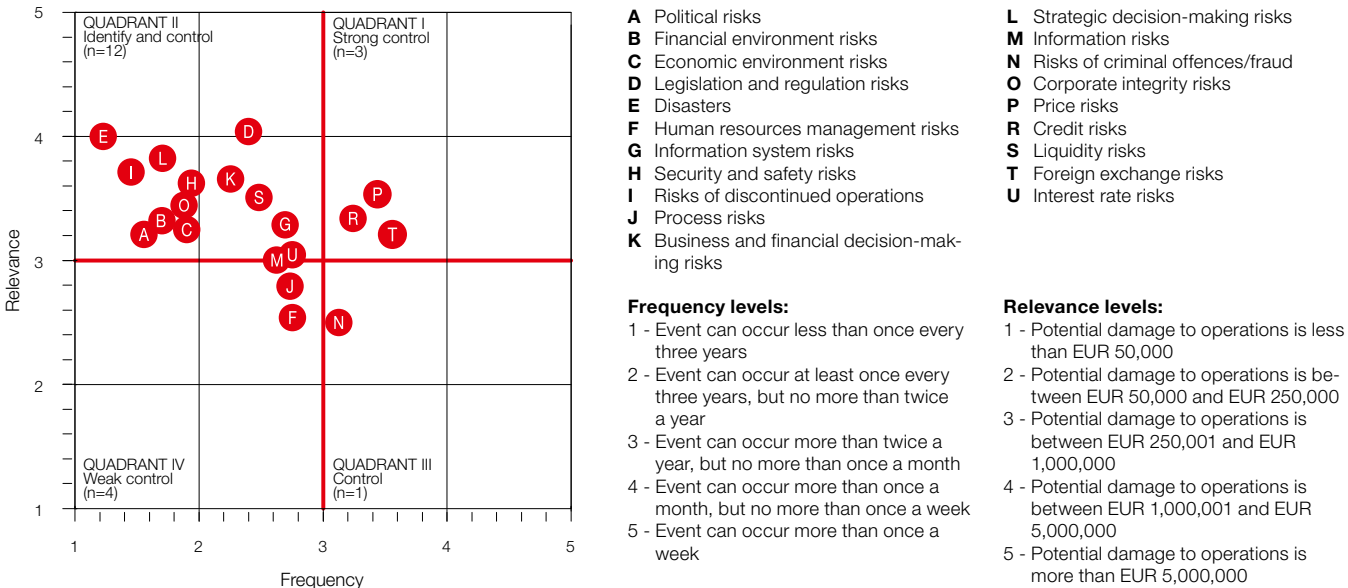 5
4
3
2
1
Relevance
QUADRANT II
Identify and control
(n=12)
QUADRANT I
Strong control
(n=3)
E
D
L
I
K
H
S
P
O
B
R
G
A
C
T
U
M
J
F
N
QUADRANT IV
Weak control
(n=4)
QUADRANT III
Control
(n=1)
1 2 3 4 5
Frequency
A Political risks
B Financial environment risks
C Economic environment risks
D Legislation and regulation risks
E Disasters
F Human resources management risks
G Information system risks
H Security and safety risks
I Risks of discontinued operations
J Process risks
K Business and financial decision-mak-
ing risks
L Strategic decision-making risks
M Information risks
N Risks of criminal offences/fraud
O Corporate integrity risks
P Price risks
R Credit risks
S Liquidity risks
T Foreign exchange risks
U Interest rate risks
Frequency levels:
1 - Event can occur less than once every
three years
2 - Event can occur at least once every
three years, but no more than twice
a year
3 - Event can occur more than twice a
year, but no more than once a month
4 - Event can occur more than once a
month, but no more than once a week
5 - Event can occur more than once a
week
Relevance levels:
1 - Potential damage to operations is less
than EUR 50,000
2 - Potential damage to operations is be-
tween EUR 50,000 and EUR 250,000
3 - Potential damage to operations is
between EUR 250,001 and EUR
1,000,000
4 - Potential damage to operations is
between EUR 1,000,001 and EUR
5,000,000
5 - Potential damage to operations is
more than EUR 5,000,000